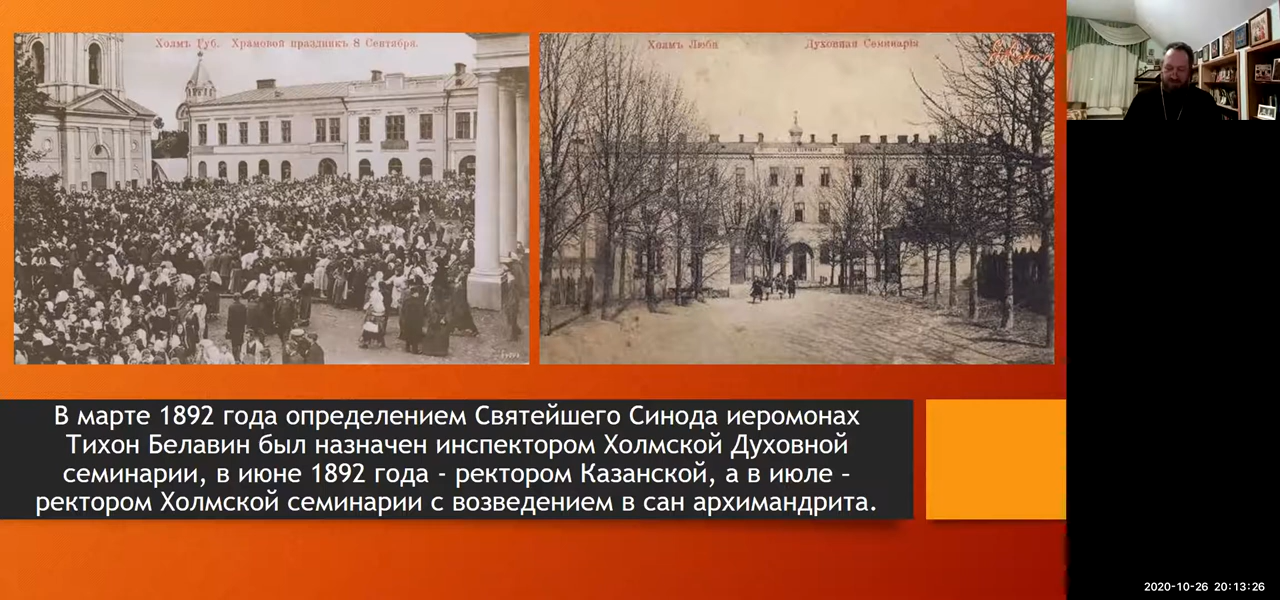 Холмъ Губ. Храмовой праздникъ 8 Сентября.
Холмъ Любл Духовная Семинарія
В марте 1892 года определением Святейшего Синода иеромонах
Тихон Белавин был назначен инспектором Холмской Духовной
семинарии, в июне 1892 года - ректором Казанской, а в июле –
ректором Холмской семинарии с возведением в сан архимандрита.
2020-10-26 20:13:26